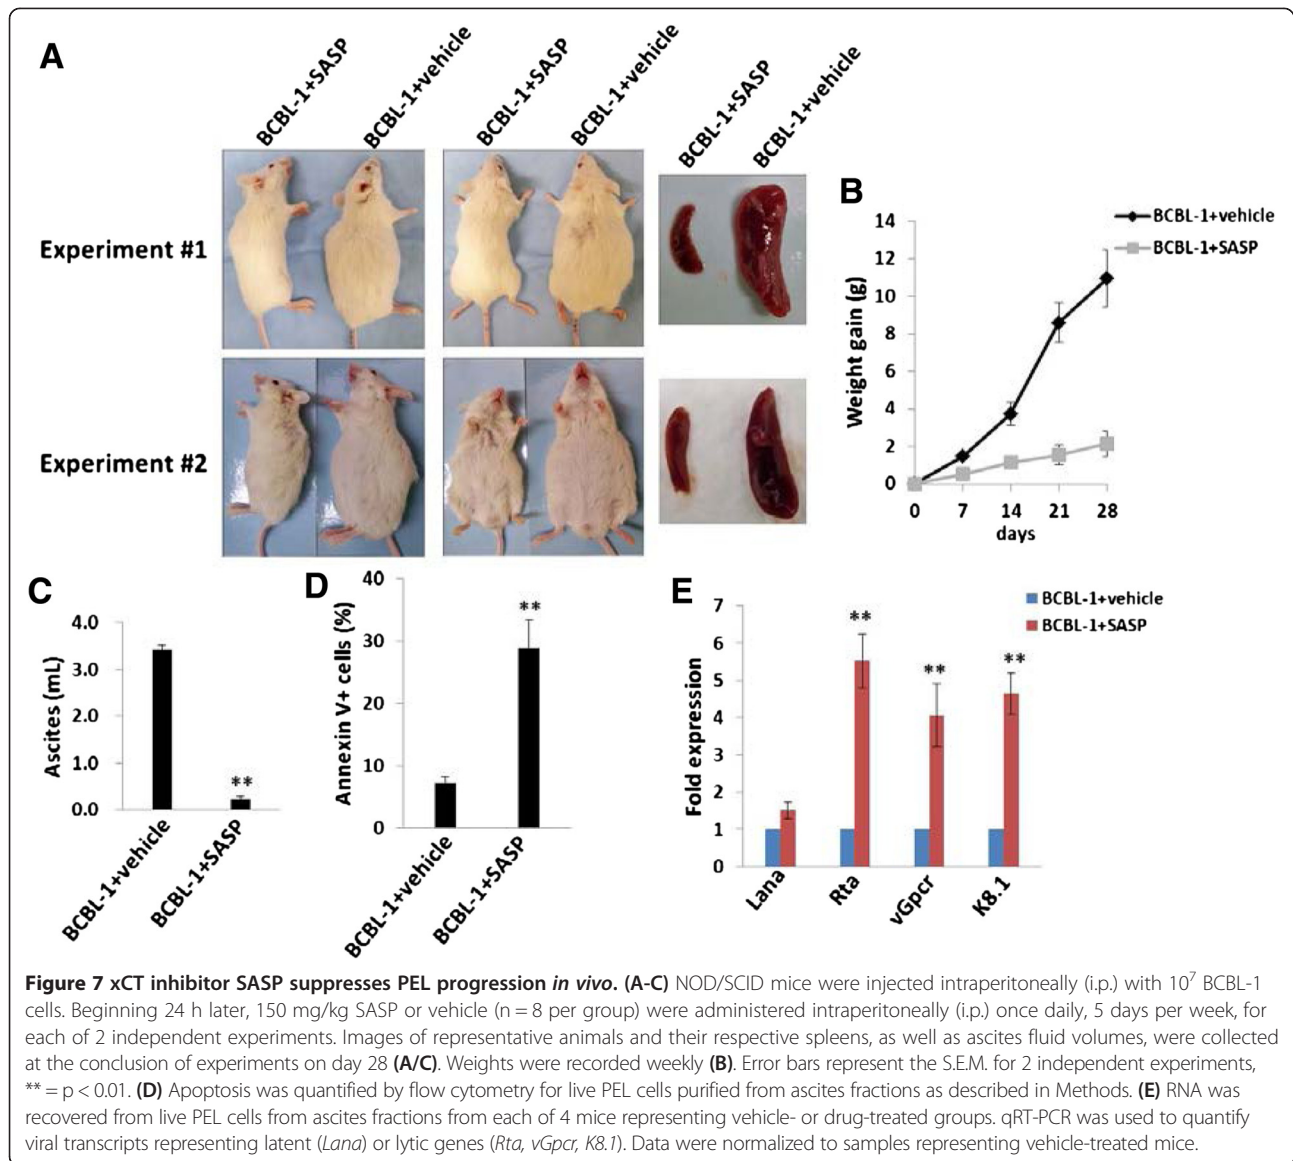 A
BCBL-1+SASP
BCBL-1+vehicle
BCBL-1+SASP
BCBL-1+vehicle
BCBL-1+SASP
BCBL-1+vehicle
Experiment #1
Experiment #2
B
BCBL-1+vehicle
BCBL-1+SASP
Weight gain (g)
14
12
10
8
6
4
2
0
0 7 14 21 28
days
C
Ascites (mL)
4.0
3.0
2.0
1.0
0.0
**
BCBL-1+vehicle
BCBL-1+SASP
D
Annexin V+ cells (%)
40
30
20
10
0
**
BCBL-1+vehicle
BCBL-1+SASP
E
BCBL-1+vehicle
BCBL-1+SASP
Fold expression
7
6
5
4
3
2
1
0
**
**
**
Lana
Rta
vGpcr
K8.1
Figure 7 xCT inhibitor SASP suppresses PEL progression in vivo. (A-C) NOD/SCID mice were injected intraperitoneally (i.p.) with 10⁷ BCBL-1
cells. Beginning 24 h later, 150 mg/kg SASP or vehicle (n = 8 per group) were administered intraperitoneally (i.p.) once daily, 5 days per week, for
each of 2 independent experiments. Images of representative animals and their respective spleens, as well as ascites fluid volumes, were collected
at the conclusion of experiments on day 28 (A/C). Weights were recorded weekly (B). Error bars represent the S.E.M. for 2 independent experiments,
** = p < 0.01. (D) Apoptosis was quantified by flow cytometry for live PEL cells purified from ascites fractions as described in Methods. (E) RNA was
recovered from live PEL cells from ascites fractions from each of 4 mice representing vehicle- or drug-treated groups. qRT-PCR was used to quantify
viral transcripts representing latent (Lana) or lytic genes (Rta, vGpcr, K8.1). Data were normalized to samples representing vehicle-treated mice.